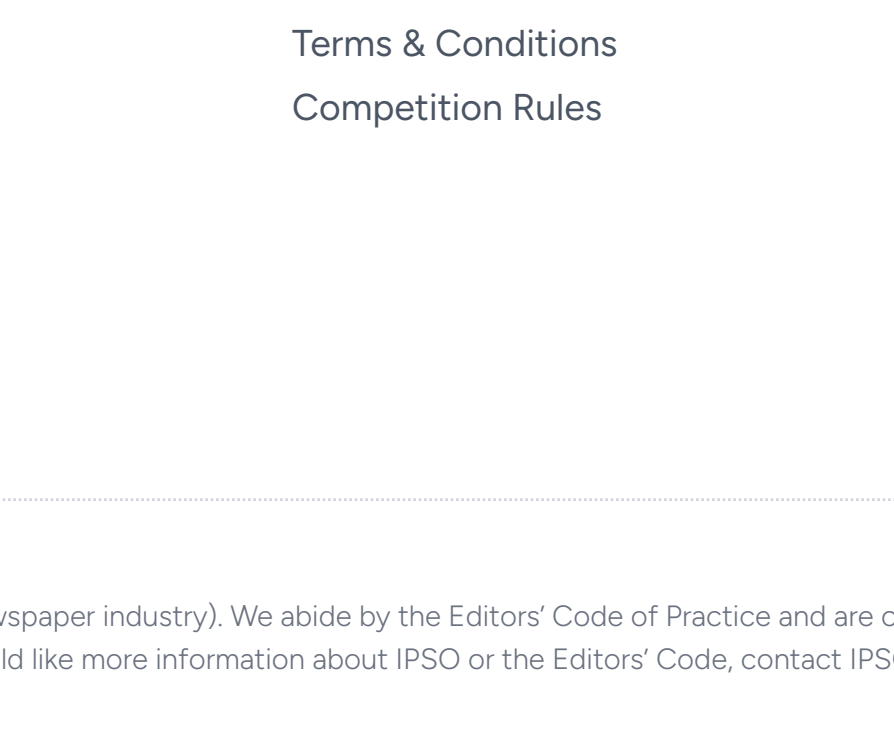 Terms & Conditions
Competition Rules
industry). We abide by the Editors’ Code of Practice and are
like more information about IPSO or the Editors’ Code, contact